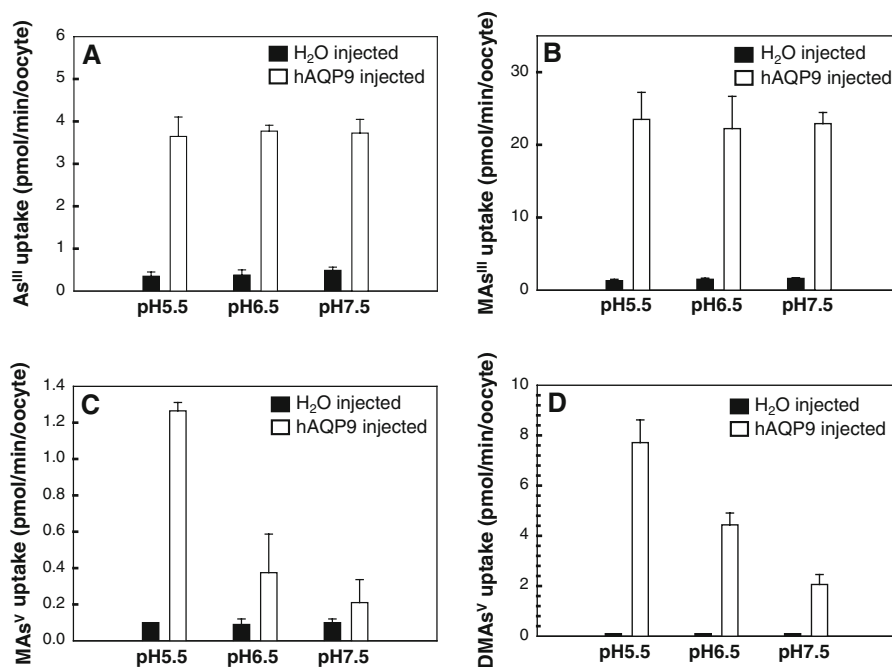 A
H₂O injected
hAQP9 injected
As^III uptake (pmol/min/oocyte)
6
5
4
3
2
1
0
pH5.5 pH6.5 pH7.5
B
H₂O injected
hAQP9 injected
MAs^III uptake (pmol/min/oocyte)
30
20
10
0
pH5.5 pH6.5 pH7.5
C
H₂O injected
hAQP9 injected
MAs^V uptake (pmol/min/oocyte)
1.4
1.2
1.0
0.8
0.6
0.4
0.2
0.0
pH5.5 pH6.5 pH7.5
D
H₂O injected
hAQP9 injected
DMAs^V uptake (pmol/min/oocyte)
10
8
6
4
2
0
pH5.5 pH6.5 pH7.5